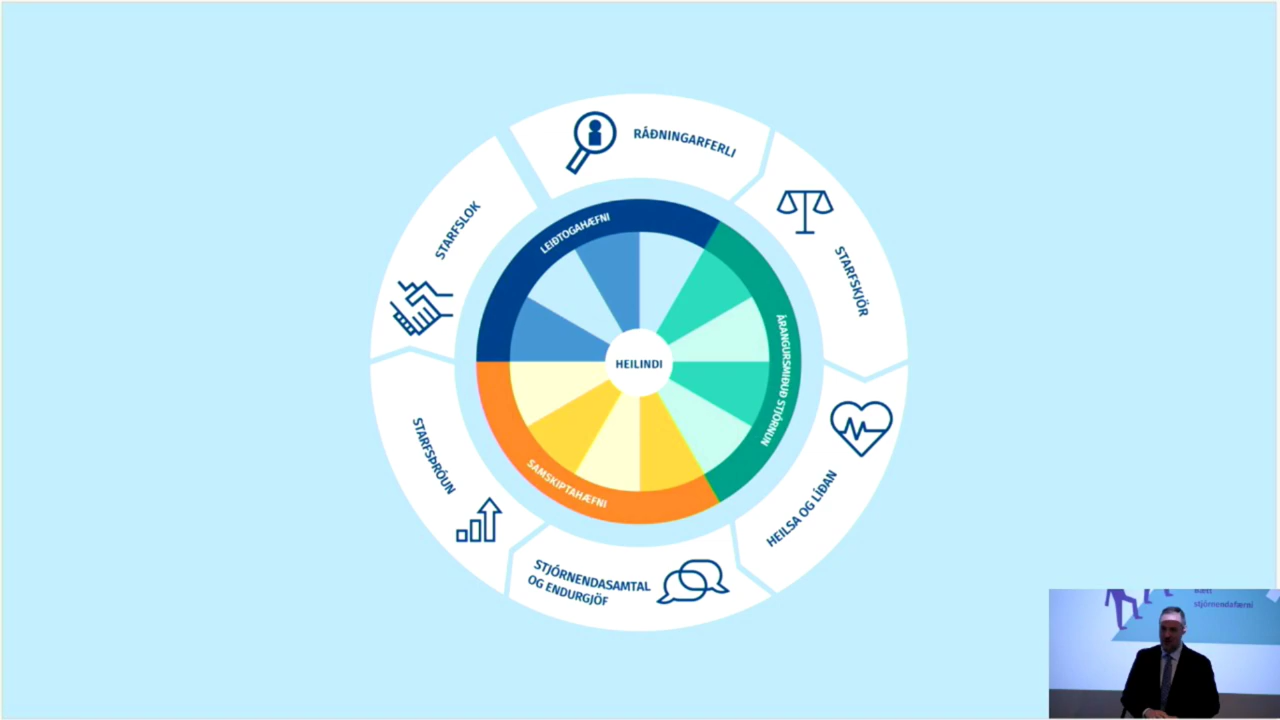 RÁÐNINGARFERLI
STARFSKJÖR
HEILSA OG LÍÐAN
STJÓRNENDASAMTAL
OG ENDURGJÖF
STARFSÞRÓUN
STARFSLOK
LEIÐTOGAHÆFNI
ÁRANGURSMIÐUÐ STJÓRNUN
SAMSKIPTAHÆFNI
HEILINDI
stjórnendafærni